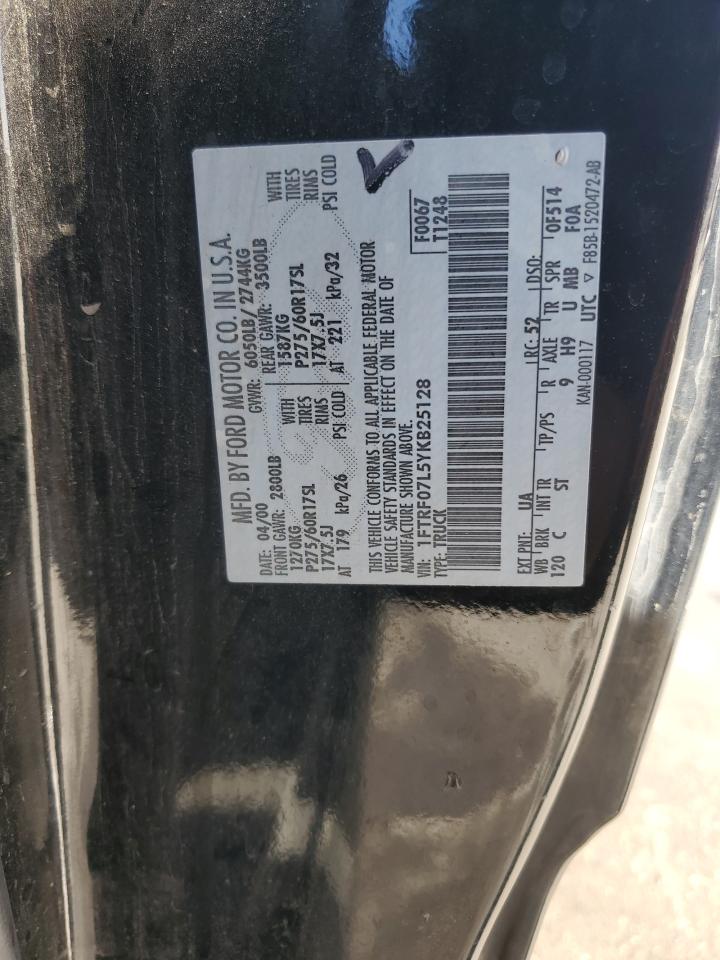 MFD. BY FORD MOTOR CO. IN U.S.A.
DATE: 04/00 GVWR: 6050LB/ 2744KG
FRONT GAWR: 2800LB REAR GAWR: 3500LB
1270KG WITH 1587KG WITH
P275/60R17SL TIRES P275/60R17SL TIRES
17X7.5J RIMS 17X7.5J RIMS
AT 179 kPa/26 PSI COLD AT 221 kPa/32 PSI COLD
THIS VEHICLE CONFORMS TO ALL APPLICABLE FEDERAL MOTOR
VEHICLE SAFETY STANDARDS IN EFFECT ON THE DATE OF
MANUFACTURE SHOWN ABOVE.
VIN: 1FTRF07L5YKB25128 F0067
TYPE: TRUCK T1248
EXT PNT: UA RC: 52 DSO:
WB BRK INT TR TP/PS R AXLE TR SPR 0F514
120 C ST 9 H9 U MB F0A
KAN-000117 UTC ▽ F85B-1520472-AB